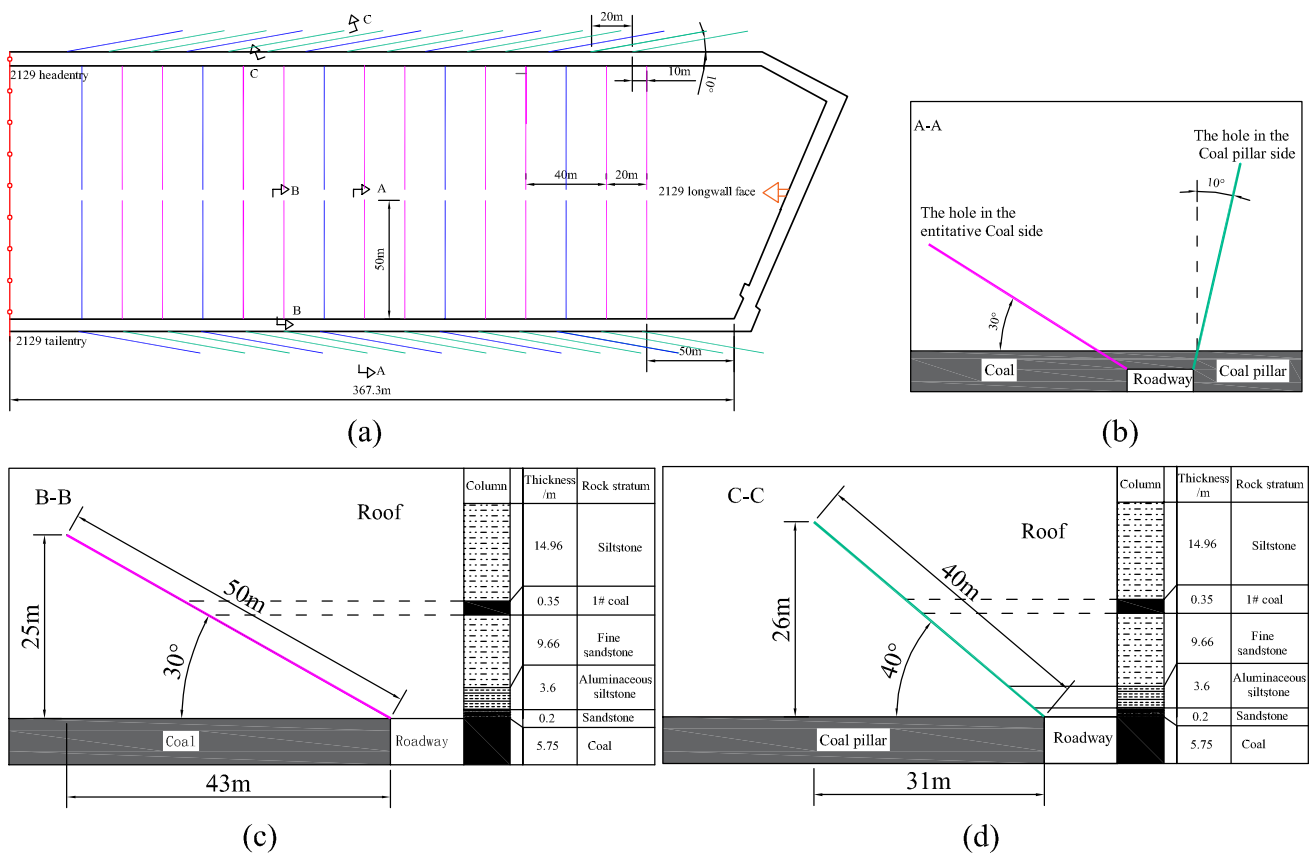 C
20m
2129 headentry
C
10m
10°
B
A
40m
20m
2129 longwall face
50m
B
2129 tailentry
A
50m
367.3m
(a)
A-A
The hole in the
Coal pillar side
10°
The hole in the
entitative Coal side
30°
Coal
Roadway
Coal pillar
(b)
B-B
Roof
25m
50m
30°
Coal
Roadway
43m
Column
Thickness
/m
Rock stratum
14.96
Siltstone
0.35
1# coal
9.66
Fine
sandstone
3.6
Aluminaceous
siltstone
0.2
Sandstone
5.75
Coal
(c)
C-C
Roof
26m
40m
40°
Coal pillar
Roadway
31m
Column
Thickness
/m
Rock stratum
14.96
Siltstone
0.35
1# coal
9.66
Fine
sandstone
3.6
Aluminaceous
siltstone
0.2
Sandstone
5.75
Coal
(d)